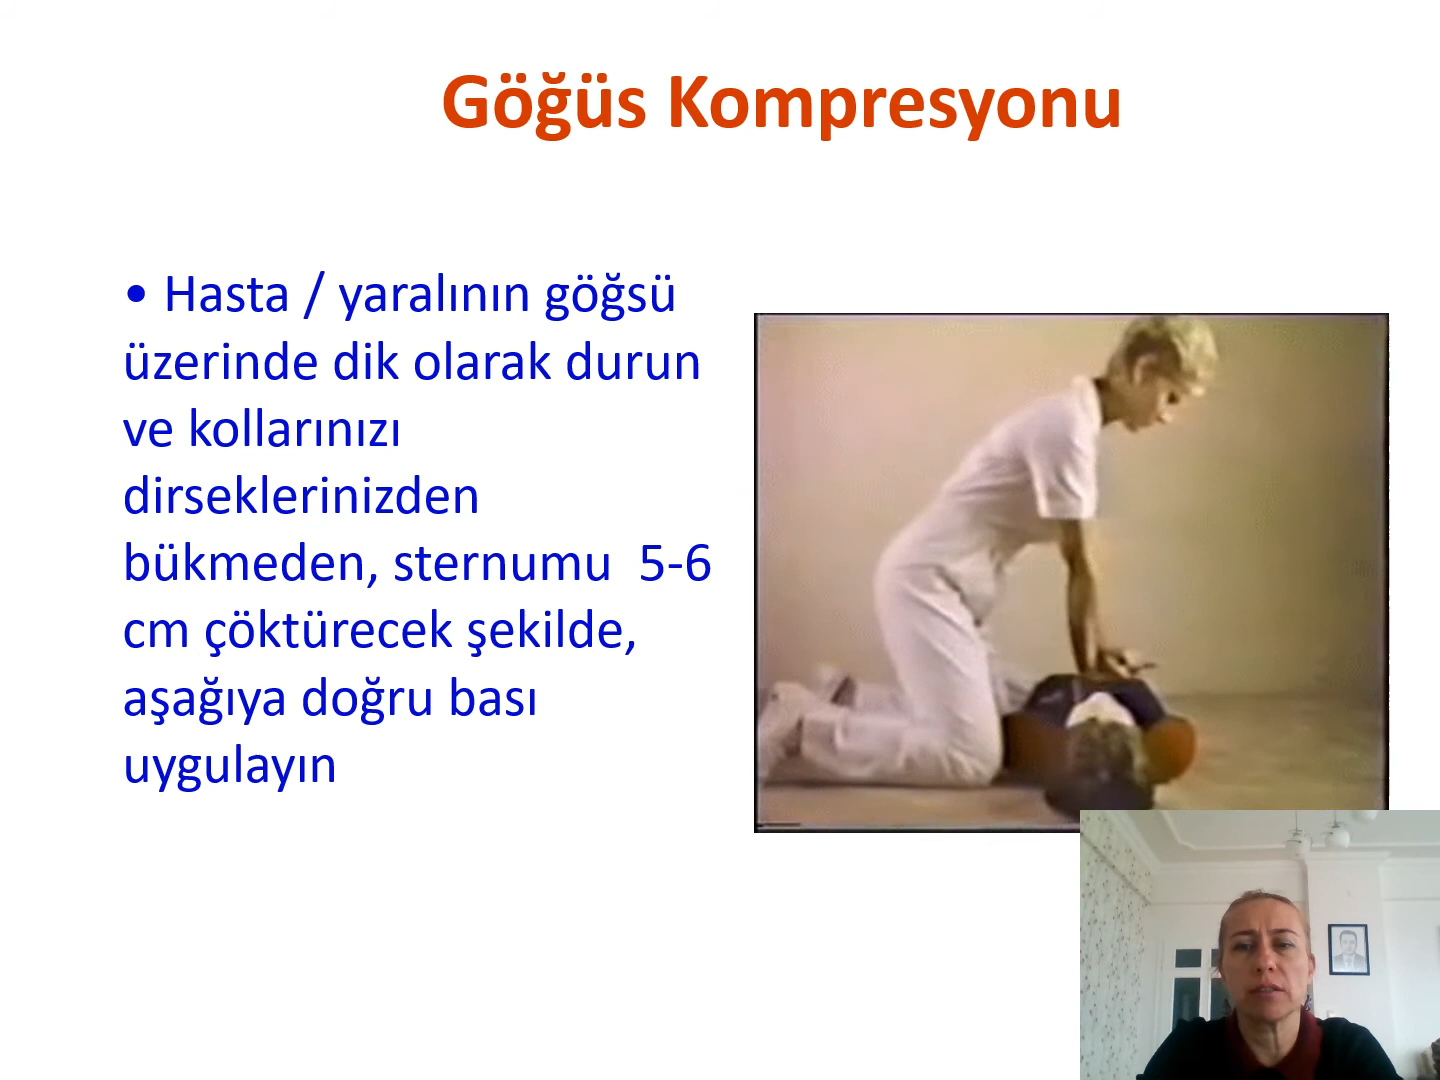 Göğüs Kompresyonu
• Hasta / yaralının göğsü
üzerinde dik olarak durun
ve kollarınızı
dirseklerinizden
bükmeden, sternumu  5-6
cm çöktürecek şekilde,
aşağıya doğru bası
uygulayın